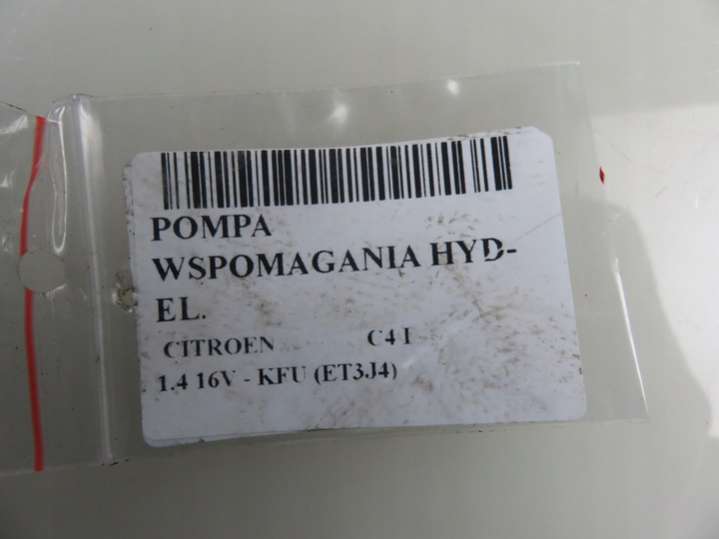 POMPA
WSPOMAGANIA HYD-
EL.
CITROEN C4 I
1.4 16V - KFU (ET3J4)